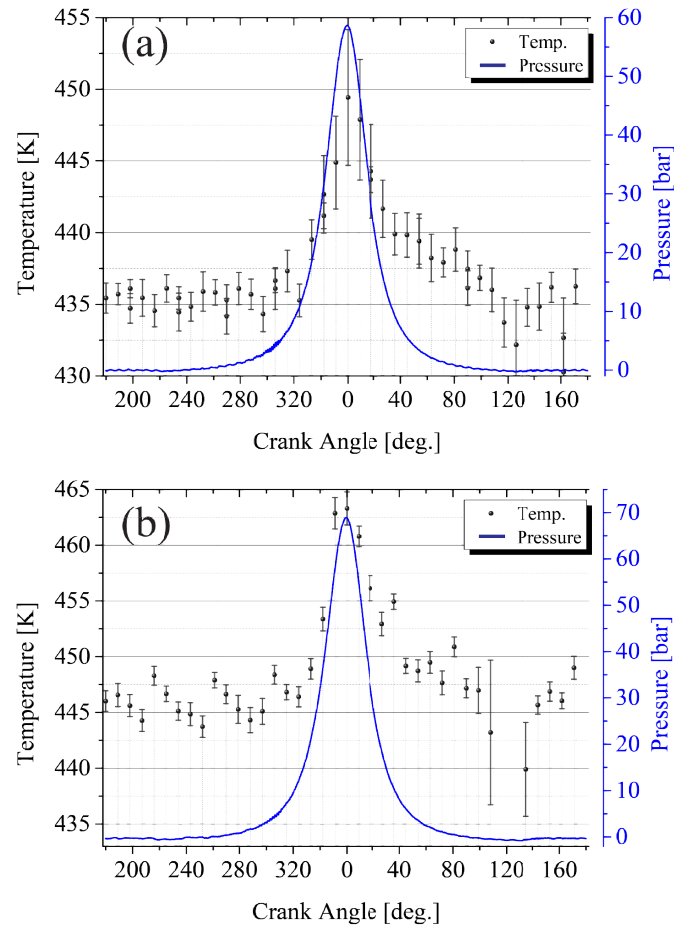 (a)
Temp.
Pressure
455
450
445
440
435
430
Temperature [K]
60
50
40
30
20
10
0
Pressure [bar]
200 240 280 320 0 40 80 120 160
Crank Angle [deg.]
(b)
Temp.
Pressure
465
460
455
450
445
440
435
Temperature [K]
70
60
50
40
30
20
10
0
Pressure [bar]
200 240 280 320 0 40 80 120 160
Crank Angle [deg.]